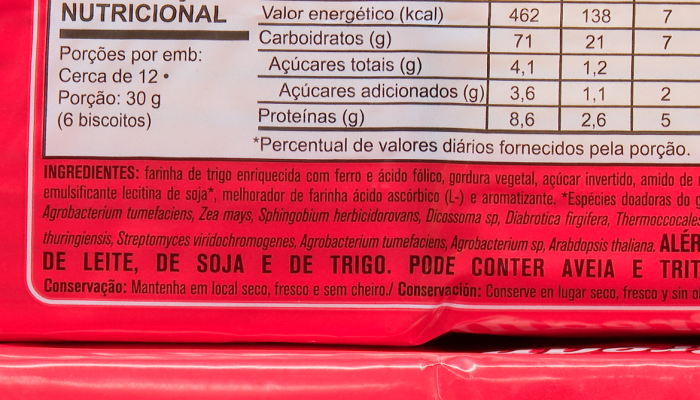 NUTRICIONAL
Porções por emb:
Cerca de 12 •
Porção: 30 g
(6 biscoitos)
Valor energético (kcal) 462 138 7
Carboidratos (g) 71 21 7
Açúcares totais (g) 4,1 1,2
Açúcares adicionados (g) 3,6 1,1 2
Proteínas (g) 8,6 2,6 5
*Percentual de valores diários fornecidos pela porção.
INGREDIENTES: farinha de trigo enriquecida com ferro e ácido fólico, gordura vegetal, açúcar invertido, amido de
emulsificante lecitina de soja*, melhorador de farinha ácido ascórbico (L-) e aromatizante. *Espécies doadoras do
Agrobacterium tumefaciens, Zea mays, Sphingobium herbicidorovans, Dicossoma sp, Diabrotica firgifera, Thermoccocales
thuringiensis, Streptomyces viridochromogenes, Agrobacterium tumefaciens, Agrobacterium sp, Arabdopsis thaliana. ALÉR
DE LEITE, DE SOJA E DE TRIGO. PODE CONTER AVEIA E TRIT
Conservação: Mantenha em local seco, fresco e sem cheiro./ Conservación: Conserve en lugar seco, fresco y sin